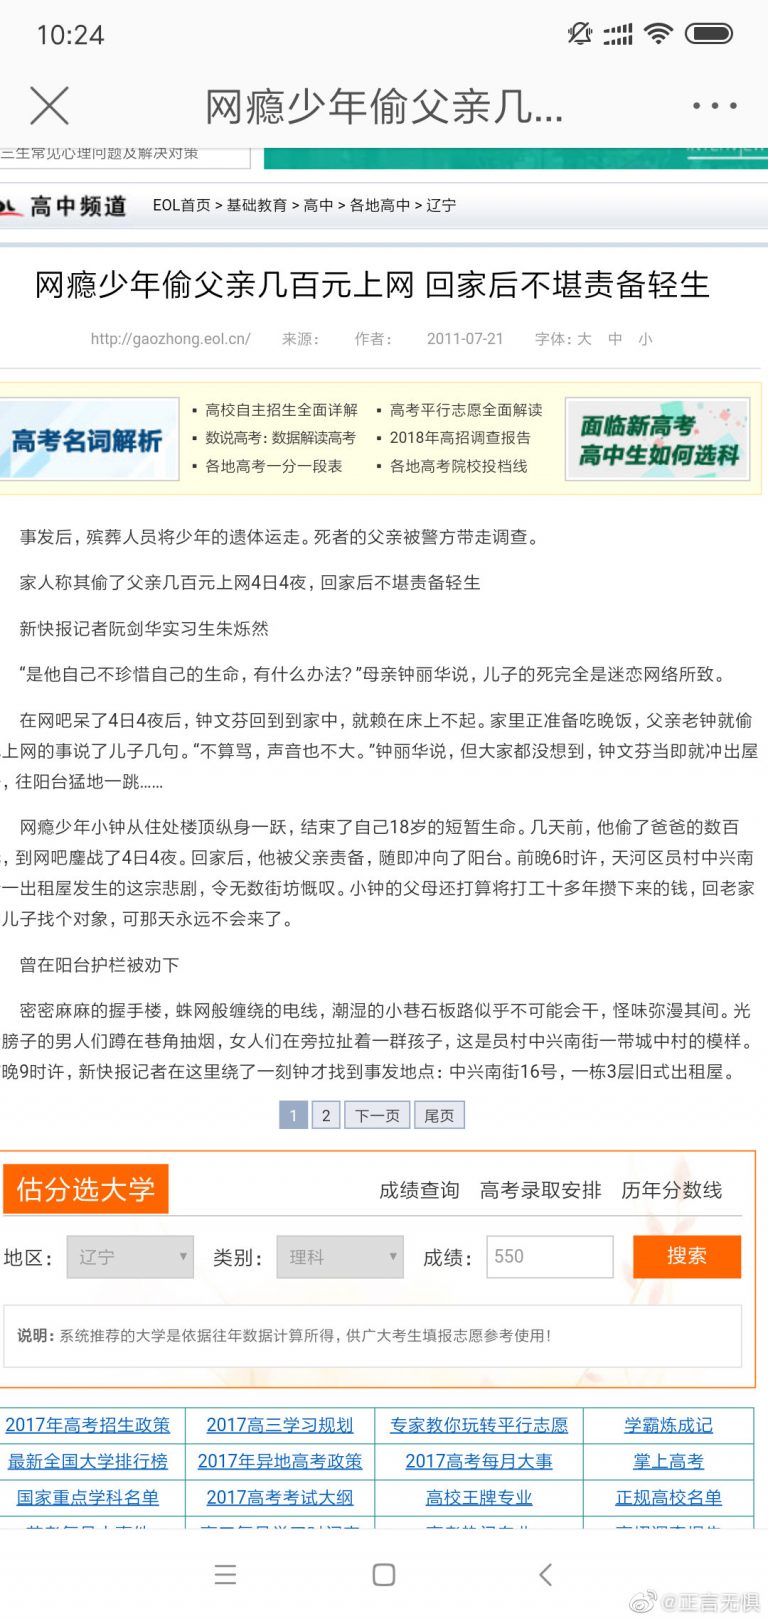 10:24
网瘾少年偷父亲几...
三生常见心理问题及解决对策
高中频道
EOL首页 > 基础教育 > 高中 > 各地高中 > 辽宁
网瘾少年偷父亲几百元上网 回家后不堪责备轻生
http://gaozhong.eol.cn/ 来源： 作者： 2011-07-21 字体：大 中 小
高考名词解析
▪ 高校自主招生全面详解 ▪ 高考平行志愿全面解读
▪ 数说高考：数据解读高考 ▪ 2018年高招调查报告
▪ 各地高考一分一段表 ▪ 各地高考院校投档线
面临新高考
高中生如何选科
事发后，殡葬人员将少年的遗体运走。死者的父亲被警方带走调查。
家人称其偷了父亲几百元上网4日4夜，回家后不堪责备轻生
新快报记者阮剑华实习生朱烁然
“是他自己不珍惜自己的生命，有什么办法？”母亲钟丽华说，儿子的死完全是迷恋网络所致。
在网吧呆了4日4夜后，钟文芬回到到家中，就赖在床上不起。家里正准备吃晚饭，父亲老钟就偷
上网的事说了儿子几句。“不算骂，声音也不大。”钟丽华说，但大家都没想到，钟文芬当即就冲出屋
，往阳台猛地一跳……
网瘾少年小钟从住处楼顶纵身一跃，结束了自己18岁的短暂生命。几天前，他偷了爸爸的数百
，到网吧鏖战了4日4夜。回家后，他被父亲责备，随即冲向了阳台。前晚6时许，天河区员村中兴南
一出租屋发生的这宗悲剧，令无数街坊慨叹。小钟的父母还打算将打工十多年攒下来的钱，回老家
儿子找个对象，可那天永远不会来了。
曾在阳台护栏被劝下
密密麻麻的握手楼，蛛网般缠绕的电线，潮湿的小巷石板路似乎不可能会干，怪味弥漫其间。光
膀子的男人们蹲在巷角抽烟，女人们在旁拉扯着一群孩子，这是员村中兴南街一带城中村的模样。
晚9时许，新快报记者在这里绕了一刻钟才找到事发地点：中兴南街16号，一栋3层旧式出租屋。
1 2 下一页 尾页
估分选大学 成绩查询 高考录取安排 历年分数线
地区： 辽宁 类别： 理科 成绩： 550 搜索
说明：系统推荐的大学是依据往年数据计算所得，供广大考生填报志愿参考使用！
2017年高考招生政策 2017高三学习规划 专家教你玩转平行志愿 学霸炼成记
最新全国大学排行榜 2017年异地高考政策 2017高考每月大事 掌上高考
国家重点学科名单 2017高考考试大纲 高校王牌专业 正规高校名单
@正言无惧